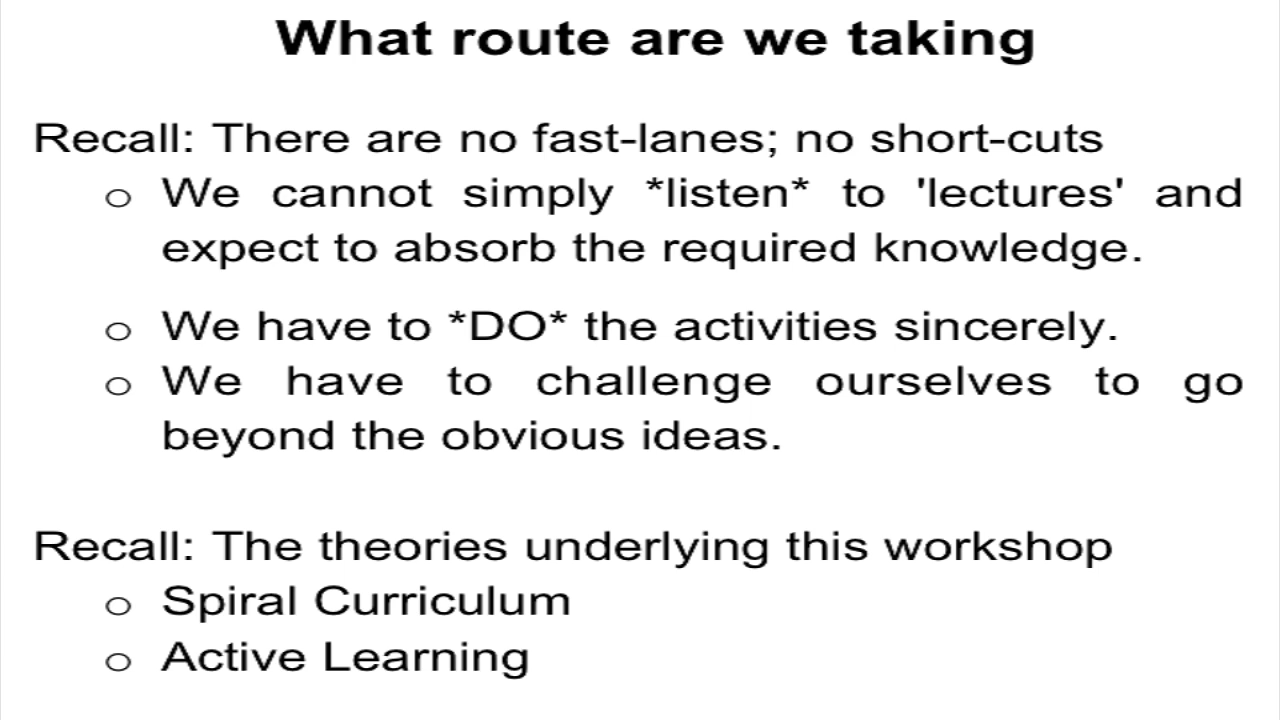 What route are we taking
Recall: There are no fast-lanes; no short-cuts
o We cannot simply *listen* to 'lectures' and
expect to absorb the required knowledge.
o We have to *DO* the activities sincerely.
o We have to challenge ourselves to go
beyond the obvious ideas.
Recall: The theories underlying this workshop
o Spiral Curriculum
o Active Learning